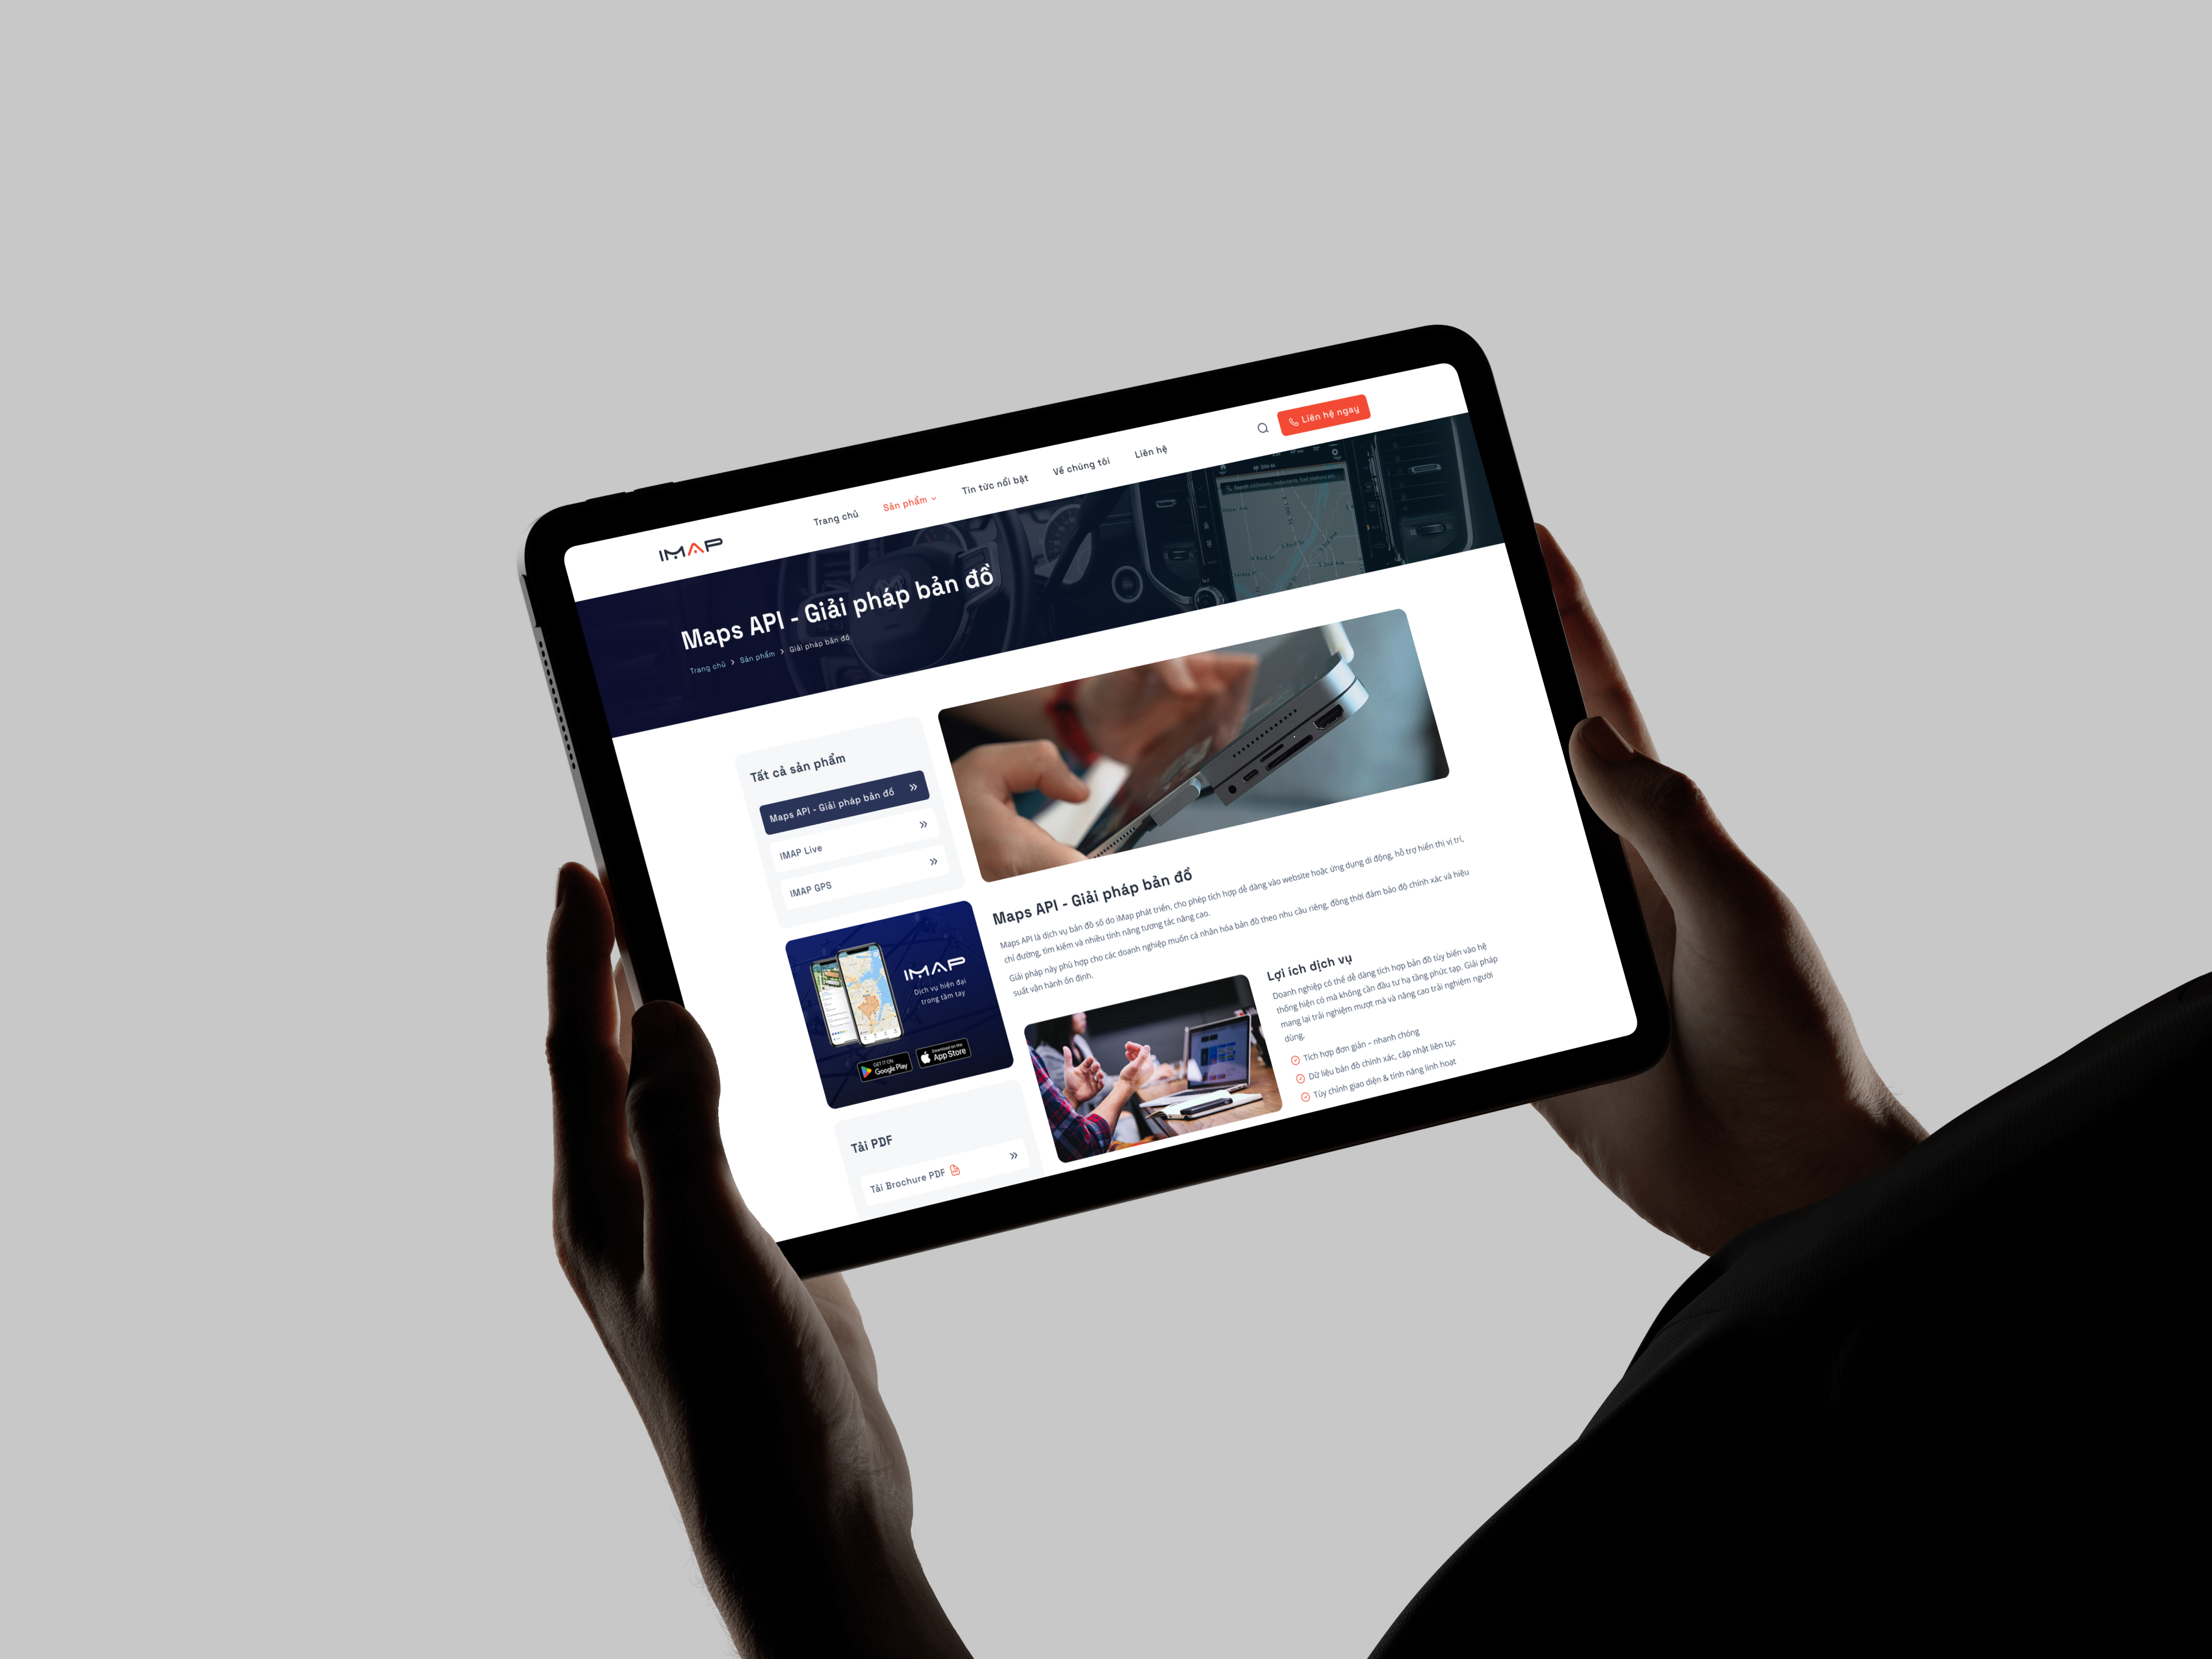 IMAP
Trang chủ
Sản phẩm
Tin tức nổi bật
Về chúng tôi
Liên hệ
Liên hệ ngay
Search addresses, restaurants, fuel stations etc.
Maps API - Giải pháp bản đồ
Trang chủ > Sản phẩm > Giải pháp bản đồ
Tất cả sản phẩm
Maps API - Giải pháp bản đồ
IMAP Live
IMAP GPS
IMAP
Dịch vụ hiện đại
trong tầm tay
GET IT ON
Google Play
Download on the
App Store
Tải PDF
Tải Brochure PDF
Maps API - Giải pháp bản đồ
Maps API là dịch vụ bản đồ số do iMap phát triển, cho phép tích hợp dễ dàng vào website hoặc ứng dụng di động, hỗ trợ hiển thị vị trí,
chỉ đường, tìm kiếm và nhiều tính năng tương tác nâng cao.
Giải pháp này phù hợp cho các doanh nghiệp muốn cá nhân hóa bản đồ theo nhu cầu riêng, đồng thời đảm bảo độ chính xác và hiệu
suất vận hành ổn định.
Lợi ích dịch vụ
Doanh nghiệp có thể dễ dàng tích hợp bản đồ tùy biến vào hệ
thống hiện có mà không cần đầu tư hạ tầng phức tạp. Giải pháp
mang lại trải nghiệm mượt mà và nâng cao trải nghiệm người
dùng.
Tích hợp đơn giản – nhanh chóng
Dữ liệu bản đồ chính xác, cập nhật liên tục
Tùy chỉnh giao diện & tính năng linh hoạt